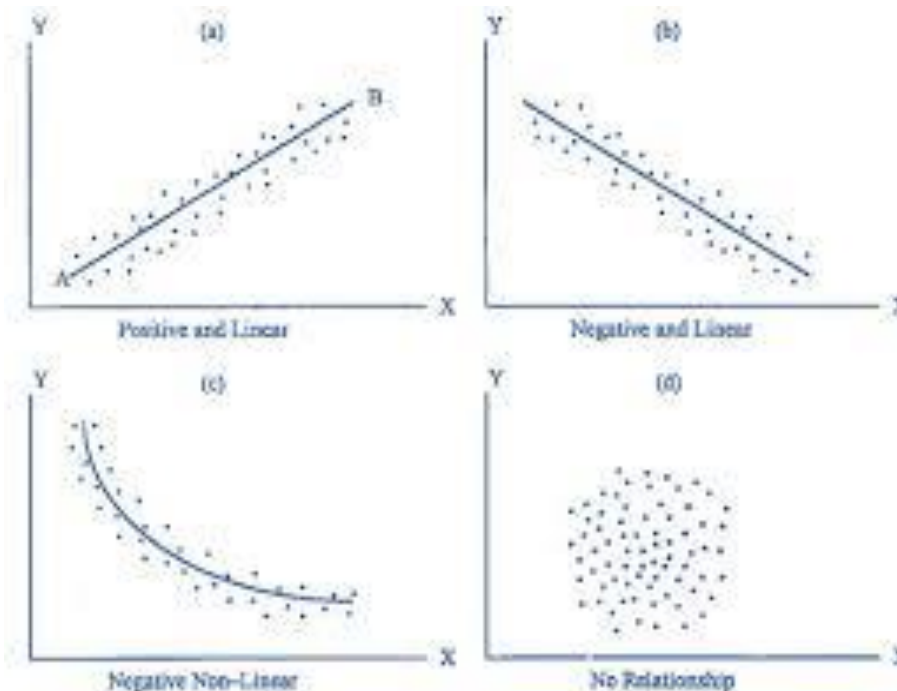 Y (a)
B
A
X
Positive and Linear
Y (b)
X
Negative and Linear
Y (c)
X
Negative Non-Linear
Y (d)
X
No Relationship